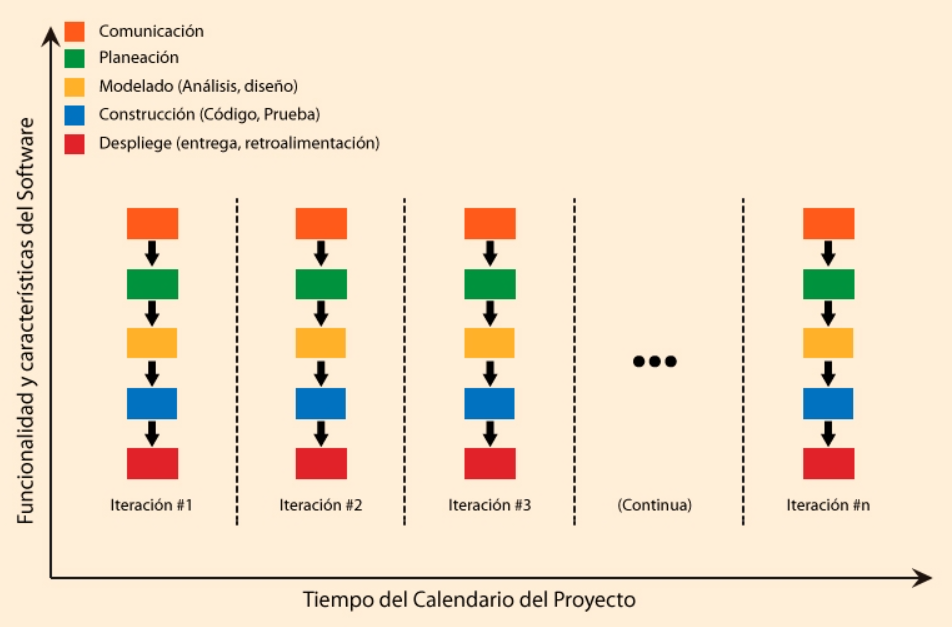 Comunicación
Planeación
Modelado (Análisis, diseño)
Construcción (Código, Prueba)
Despliege (entrega, retroalimentación)
Funcionalidad y características del Software
Iteración #1
Iteración #2
Iteración #3
(Continua)
Iteración #n
Tiempo del Calendario del Proyecto